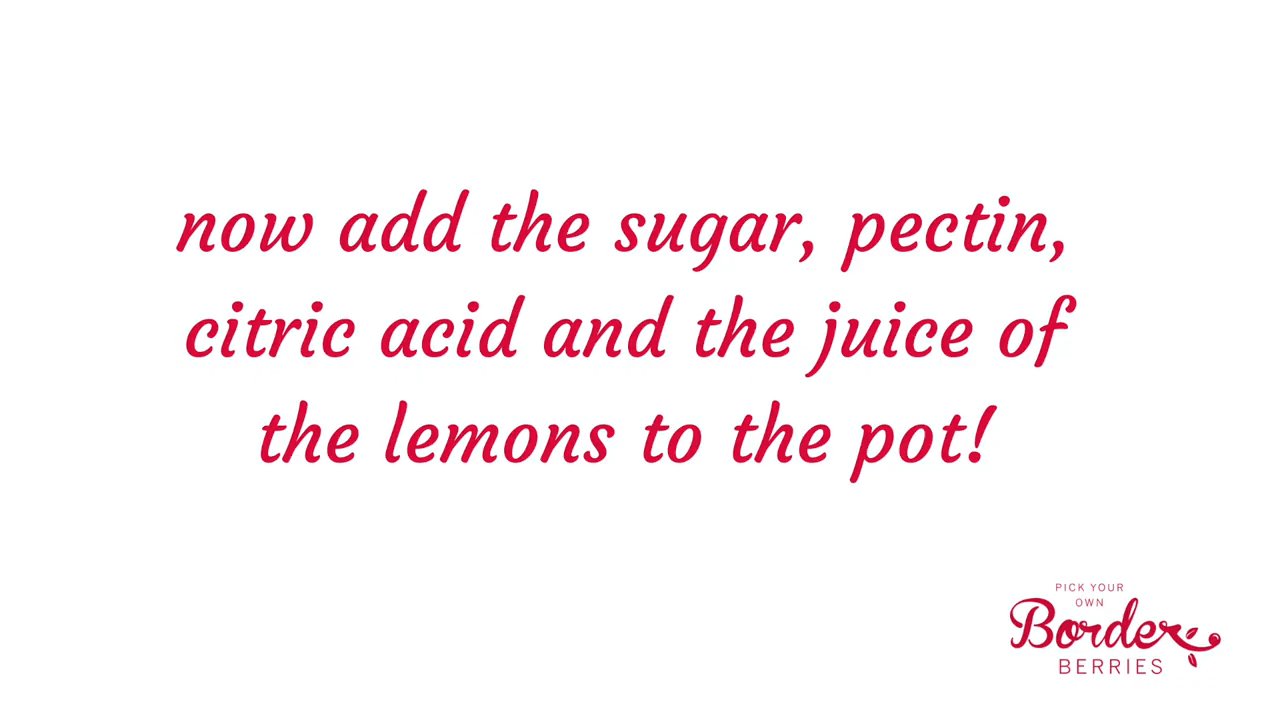 now add the sugar, pectin,
citric acid and the juice of
the lemons to the pot!
PICK YOUR
OWN
Border
BERRIES